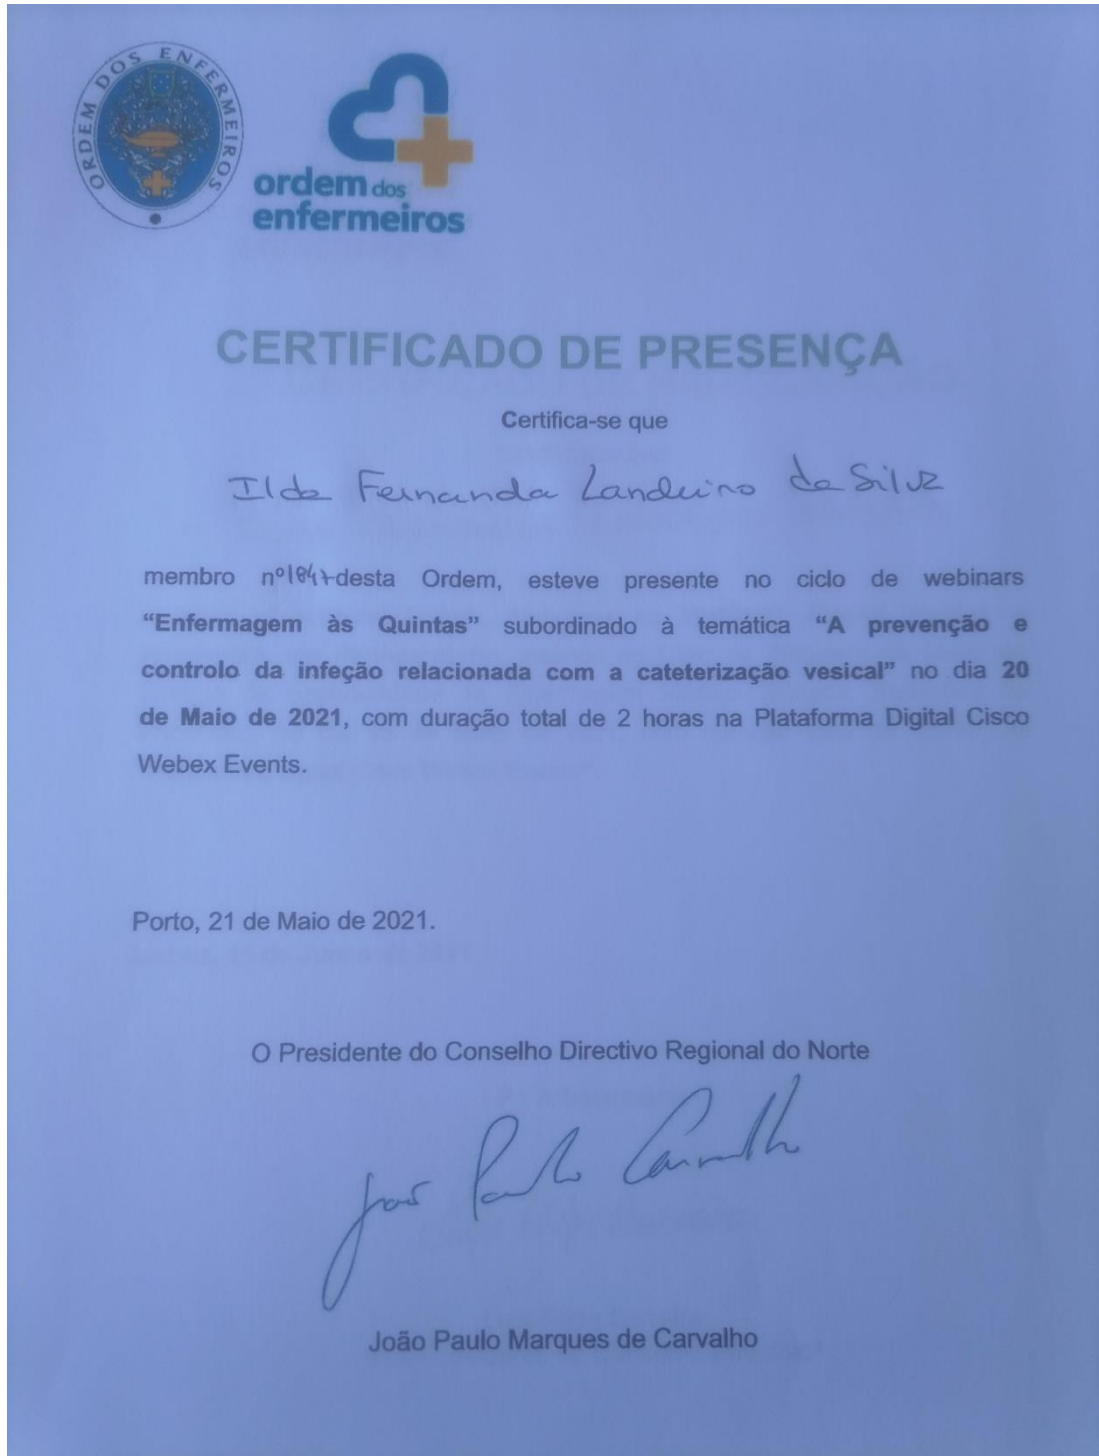 ORDEM DOS ENFERMEIROS
ordem dos
enfermeiros
CERTIFICADO DE PRESENÇA
Certifica-se que
Ilda Fernanda Landeiro da Silva
membro nº desta Ordem, esteve presente no ciclo de webinars
“Enfermagem às Quintas” subordinado à temática “A prevenção e
controlo da infeção relacionada com a cateterização vesical” no dia 20
de Maio de 2021, com duração total de 2 horas na Plataforma Digital Cisco
Webex Events.
Porto, 21 de Maio de 2021.
O Presidente do Conselho Directivo Regional do Norte
João Paulo Carvalho
João Paulo Marques de Carvalho